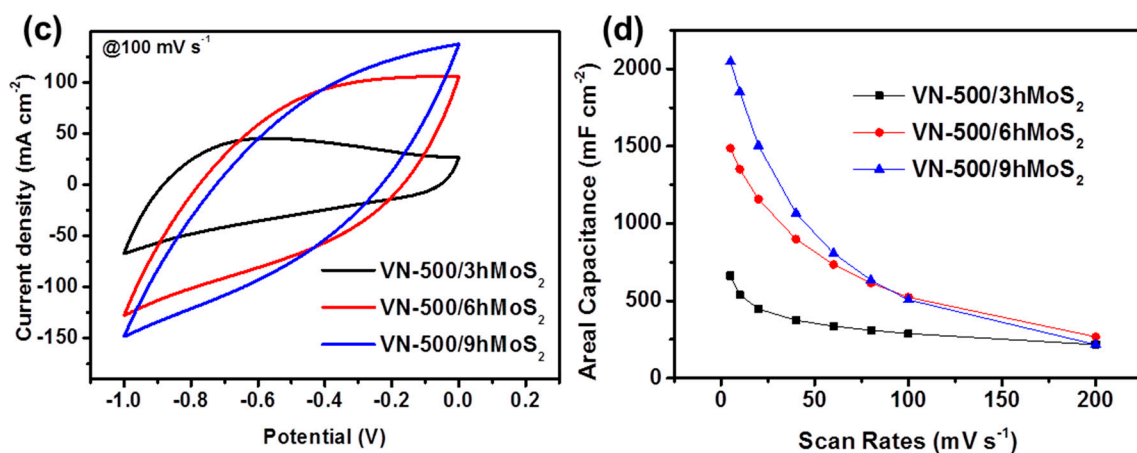 (c)
@100 mV s⁻¹
Current density (mA cm⁻²)
100
50
0
-50
-100
-150
VN-500/3hMoS₂
VN-500/6hMoS₂
VN-500/9hMoS₂
-1.0 -0.8 -0.6 -0.4 -0.2 0.0 0.2
Potential (V)
(d)
Areal Capacitance (mF cm⁻²)
2000
1500
1000
500
0
VN-500/3hMoS₂
VN-500/6hMoS₂
VN-500/9hMoS₂
0 50 100 150 200
Scan Rates (mV s⁻¹)